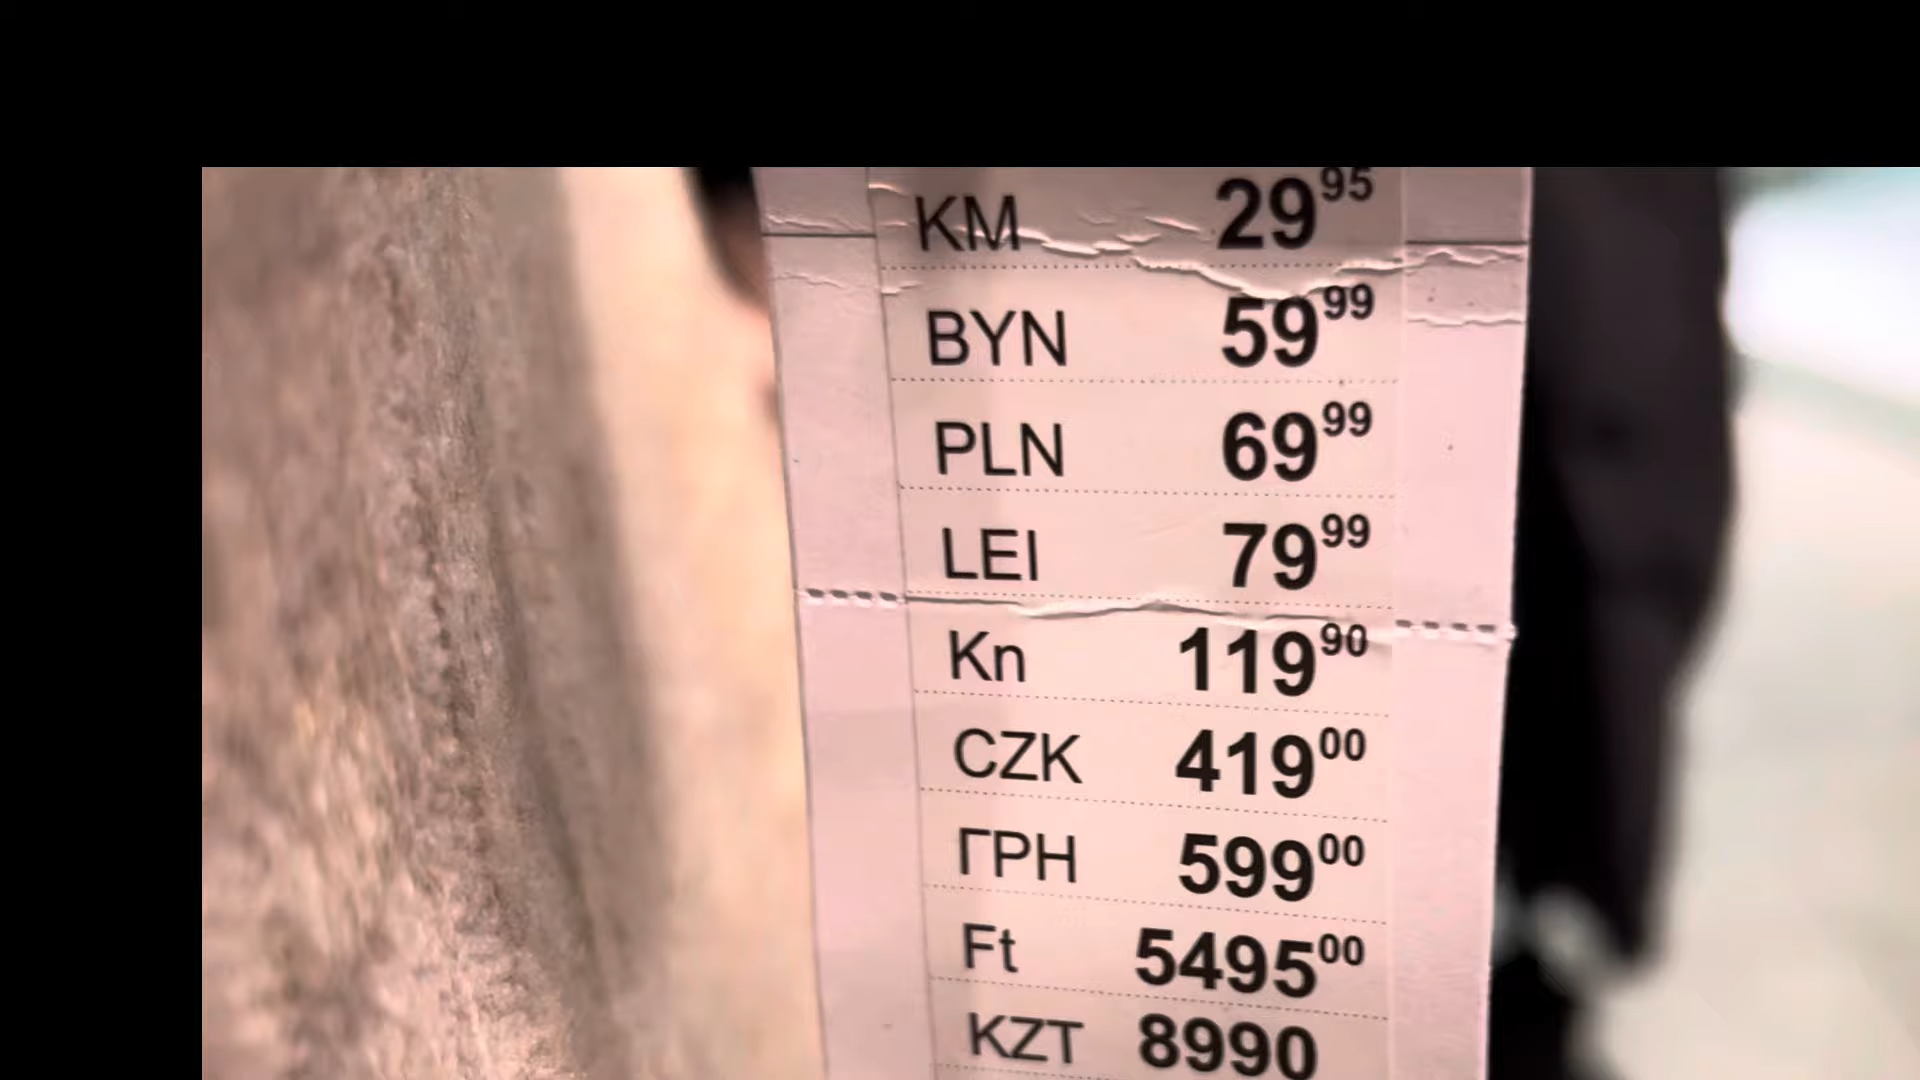 KM 29⁹⁵
BYN 59⁹⁹
PLN 69⁹⁹
LEI 79⁹⁹
Kn 119⁹⁰
CZK 419⁰⁰
ГРН 599⁰⁰
Ft 5495⁰⁰
KZT 8990